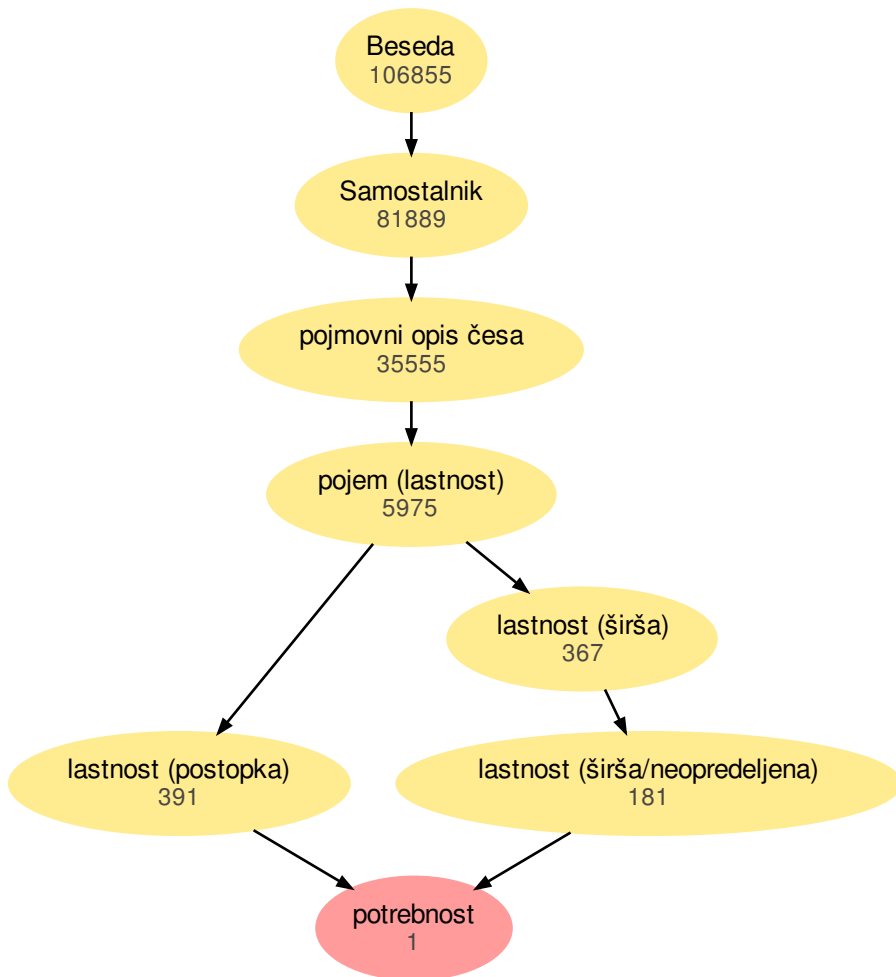 Beseda
106855
Samostalnik
81889
pojmovni opis česa
35555
pojem (lastnost)
5975
lastnost (širša)
367
lastnost (postopka)
391
lastnost (širša/neopredeljena)
181
potrebnost
1